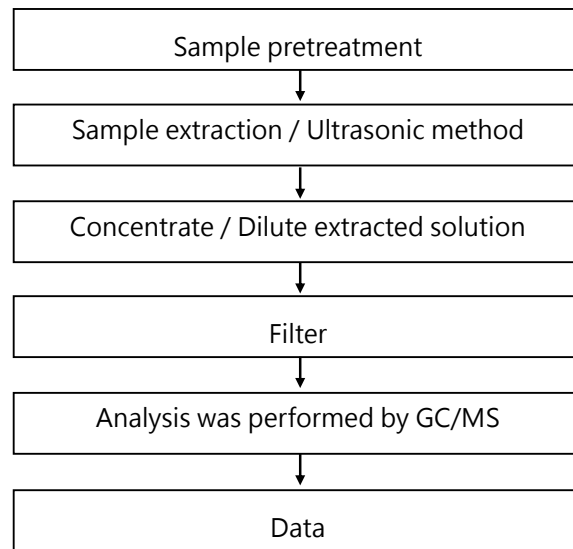 Sample pretreatment
Sample extraction / Ultrasonic method
Concentrate / Dilute extracted solution
Filter
Analysis was performed by GC/MS
Data